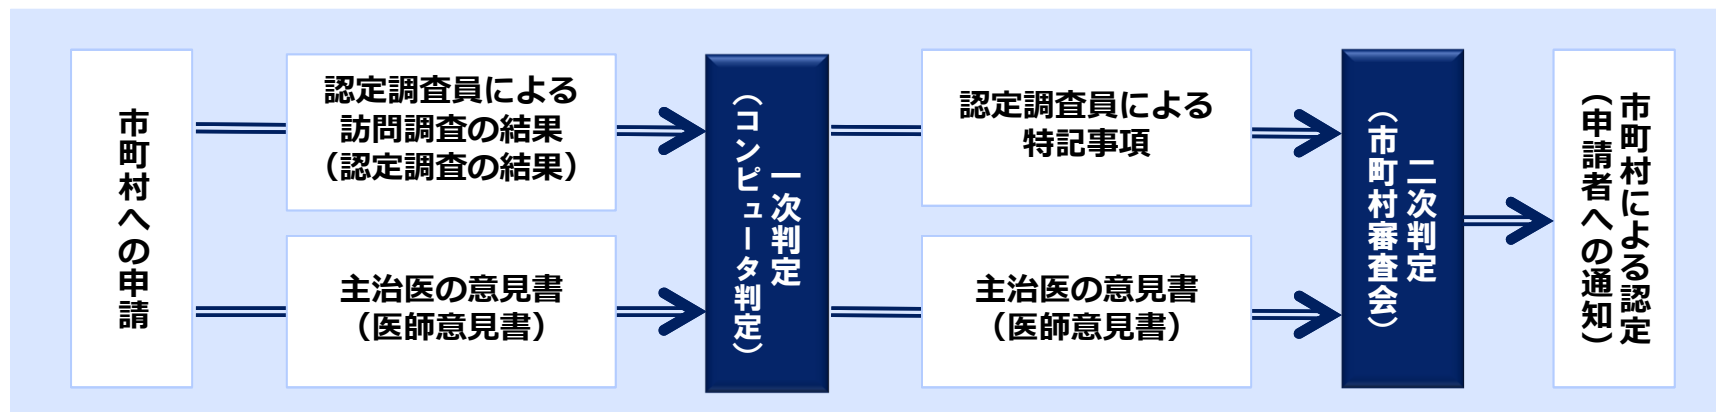 市町村への申請
認定調査員による
訪問調査の結果
（認定調査の結果）
主治医の意見書
（医師意見書）
一次判定
（コンピュータ判定）
認定調査員による
特記事項
主治医の意見書
（医師意見書）
二次判定
（市町村審査会）
市町村による認定
（申請者への通知）